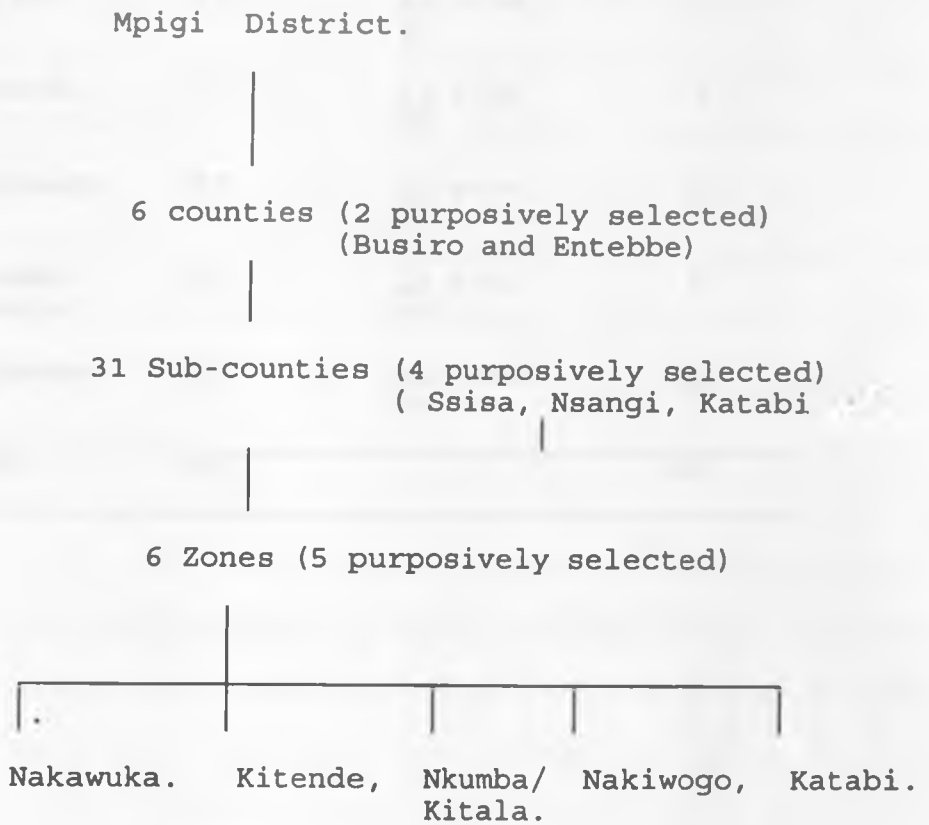 Mpigi District.
6 counties (2 purposively selected)
(Busiro and Entebbe)
31 Sub-counties (4 purposively selected)
( Ssisa, Nsangi, Katabi
6 Zones (5 purposively selected)
Nakawuka. Kitende, Nkumba/ Nakiwogo, Katabi.
Kitala.